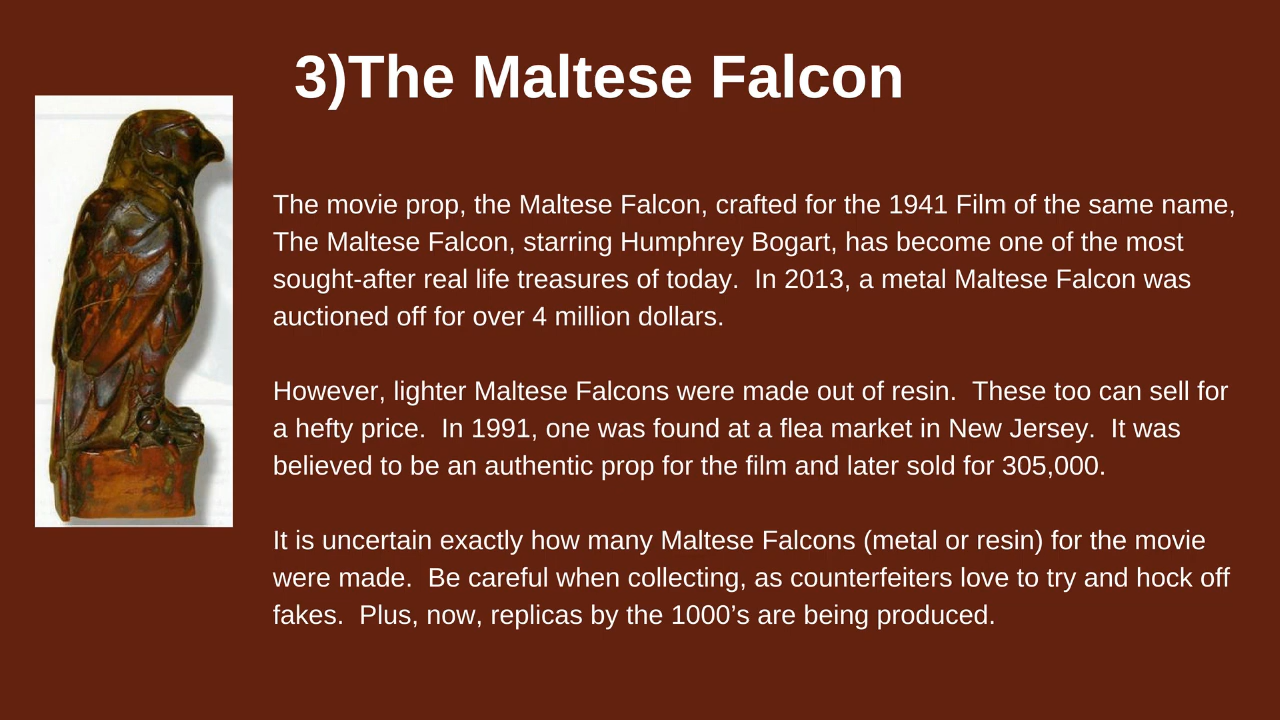 3)The Maltese Falcon
The movie prop, the Maltese Falcon, crafted for the 1941 Film of the same name,
The Maltese Falcon, starring Humphrey Bogart, has become one of the most
sought-after real life treasures of today.  In 2013, a metal Maltese Falcon was
auctioned off for over 4 million dollars.
However, lighter Maltese Falcons were made out of resin.  These too can sell for
a hefty price.  In 1991, one was found at a flea market in New Jersey.  It was
believed to be an authentic prop for the film and later sold for 305,000.
It is uncertain exactly how many Maltese Falcons (metal or resin) for the movie
were made.  Be careful when collecting, as counterfeiters love to try and hock off
fakes.  Plus, now, replicas by the 1000’s are being produced.